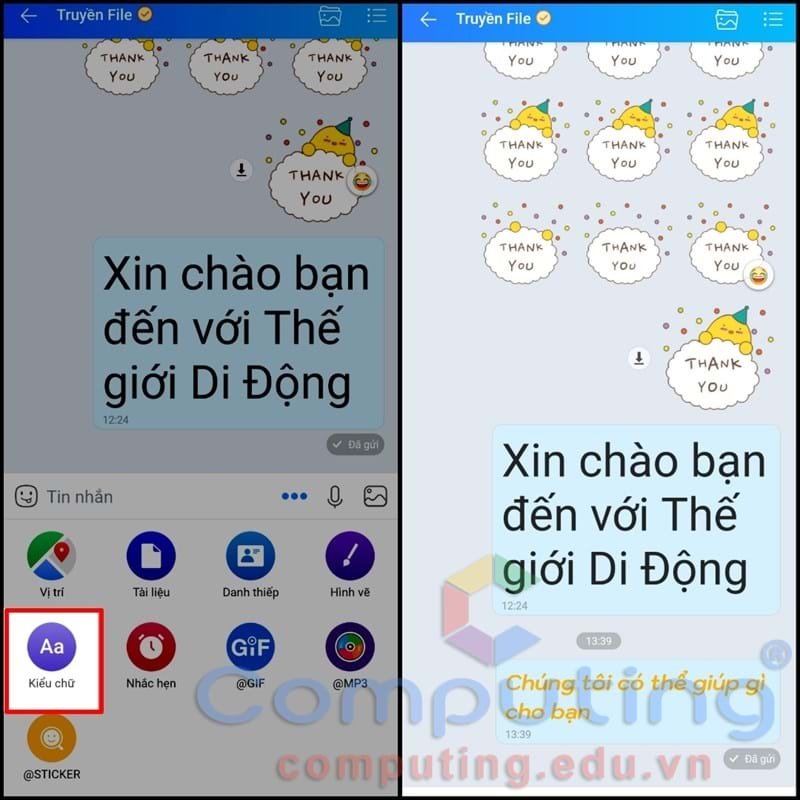 Truyền File
THANK YOU
THANK YOU
THANK YOU
THANK
YOU
Xin chào bạn
đến với Thế
giới Di Động
12:24
Đã gửi
Tin nhắn
Vị trí
Tài liệu
Danh thiếp
Hình vẽ
Aa
Kiểu chữ
Nhắc hẹn
GiF
@GIF
@MP3
@STICKER
Truyền File
YOU
YOU
YOU
THANK YOU
THANK YOU
THANK YOU
THANK YOU
THANK YOU
THANK YOU
THANK
YOU
Xin chào bạn
đến với Thế
giới Di Động
12:24
13:39
Chúng tôi có thể giúp gì
cho bạn
13:39
Đã gửi
Computing®
computing.edu.vn